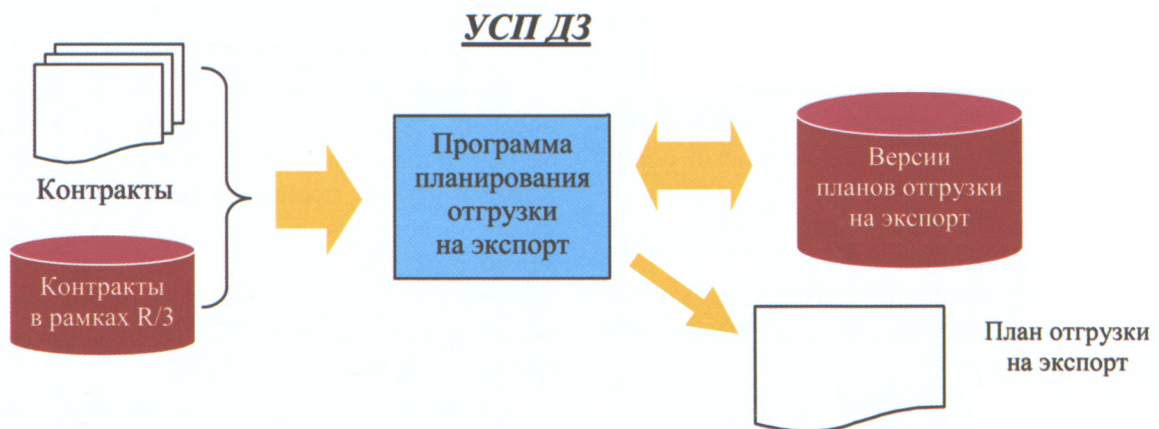 УСП ДЗ
Контракты
Контракты
в рамках R/3
Программа
планирования
отгрузки
на экспорт
Версии
планов отгрузки
на экспорт
План отгрузки
на экспорт